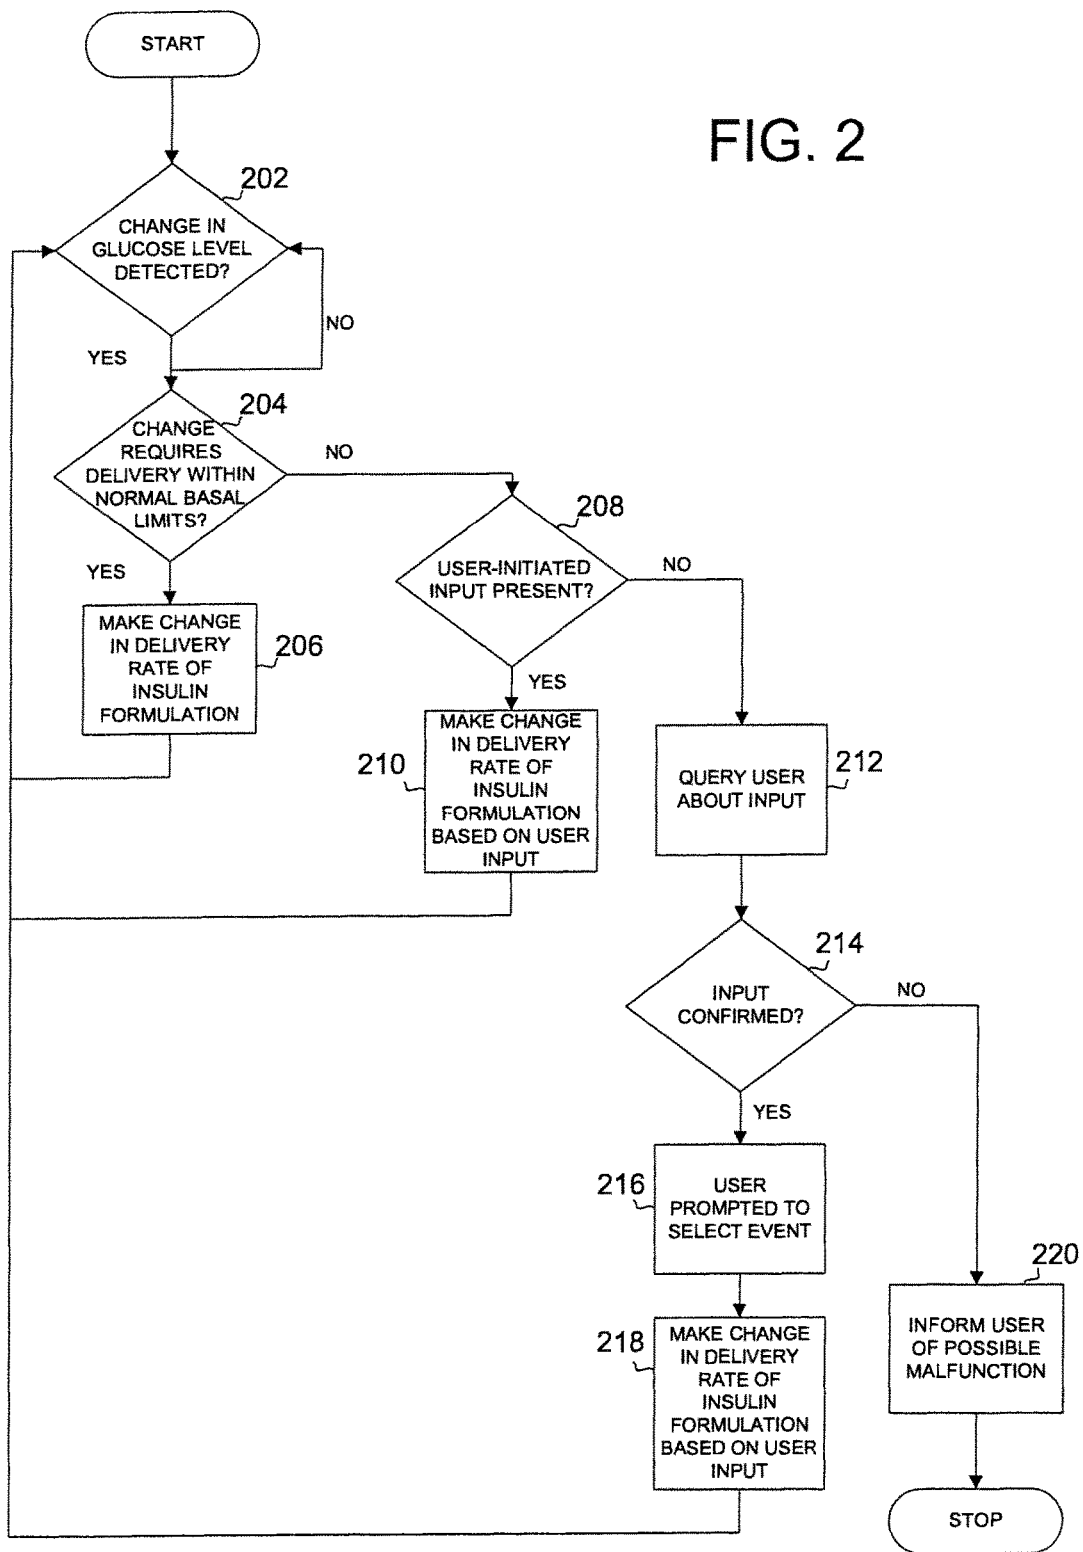 START
FIG. 2
202
CHANGE IN
GLUCOSE LEVEL
DETECTED?
NO
YES
204
CHANGE
REQUIRES
DELIVERY WITHIN
NORMAL BASAL
LIMITS?
NO
YES
208
USER-INITIATED
INPUT PRESENT?
NO
YES
MAKE CHANGE
IN DELIVERY
RATE OF
INSULIN
FORMULATION
206
210
MAKE CHANGE
IN DELIVERY
RATE OF
INSULIN
FORMULATION
BASED ON USER
INPUT
QUERY USER
ABOUT INPUT
212
214
INPUT
CONFIRMED?
NO
YES
216
USER
PROMPTED TO
SELECT EVENT
218
MAKE CHANGE
IN DELIVERY
RATE OF
INSULIN
FORMULATION
BASED ON USER
INPUT
220
INFORM USER
OF POSSIBLE
MALFUNCTION
STOP